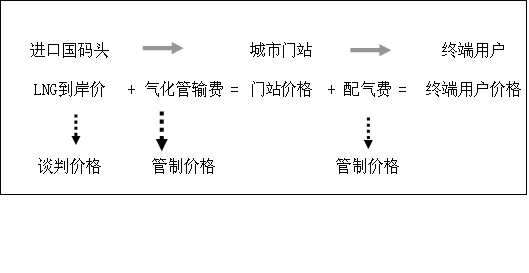 进口国码头 城市门站 终端用户
LNG到岸价 + 气化管输费 = 门站价格 + 配气费 = 终端用户价格
谈判价格 管制价格 管制价格